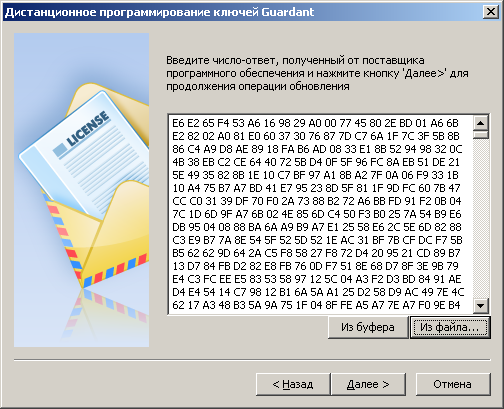 Дистанционное программирование ключей Guardant
LICENSE
Введите число-ответ, полученный от поставщика
программного обеспечения и нажмите кнопку 'Далее>' для
продолжения операции обновления
E6 E2 65 F4 53 A6 16 98 29 A0 00 77 45 80 2E BD 01 A6 6B
E2 82 02 A0 81 E0 60 37 30 76 87 7D C7 6A 1F 7C 3F 5B 8B
86 C4 A9 D8 AE 89 18 FA B6 AD 08 33 E1 8B 52 94 98 32 0C
4B 38 EB C2 CE 64 40 72 5B D4 0F 5F 96 FC 8A EB 51 DE 21
5E 49 35 82 8B 1E 10 C7 BF 97 A1 8B A2 7F 0A 06 F9 33 1B
10 A4 75 B7 A7 BD 41 E7 95 23 8D 5F 81 1F 9D FC 60 7B 47
CC C0 31 39 DF 70 F0 2A 73 88 B2 72 A6 BB FD 91 F2 0B 04
7C 1D 6D 9F A7 6B 02 4E 85 6D C4 50 F3 B0 25 7A 54 B9 E6
DB 95 04 08 88 BA 6A A9 B9 A7 E1 25 58 E6 2C 5E 6D 82 88
C3 E9 B7 7A 8E 54 5F 52 5D 52 1E AC 31 BF 7B CF DC F7 5B
B5 62 62 9D 64 2A C5 F8 58 27 F8 72 D4 20 95 21 CD 89 B7
13 D7 84 FB D2 82 E8 FB 76 0D F7 51 8E 68 D7 8F 3E 9B 79
E4 C3 FC EE E5 83 53 58 97 12 5C 04 A3 F2 D3 BD 84 91 AE
D4 E4 54 14 C7 98 12 B1 6A 5A A1 25 D2 58 D9 AC 49 7E 4C
62 17 A3 48 B3 5A 9A 75 1F 04 8F FE A5 A7 7E A7 F0 9E B4
Из буфера
Из файла...
< Назад
Далее >
Отмена